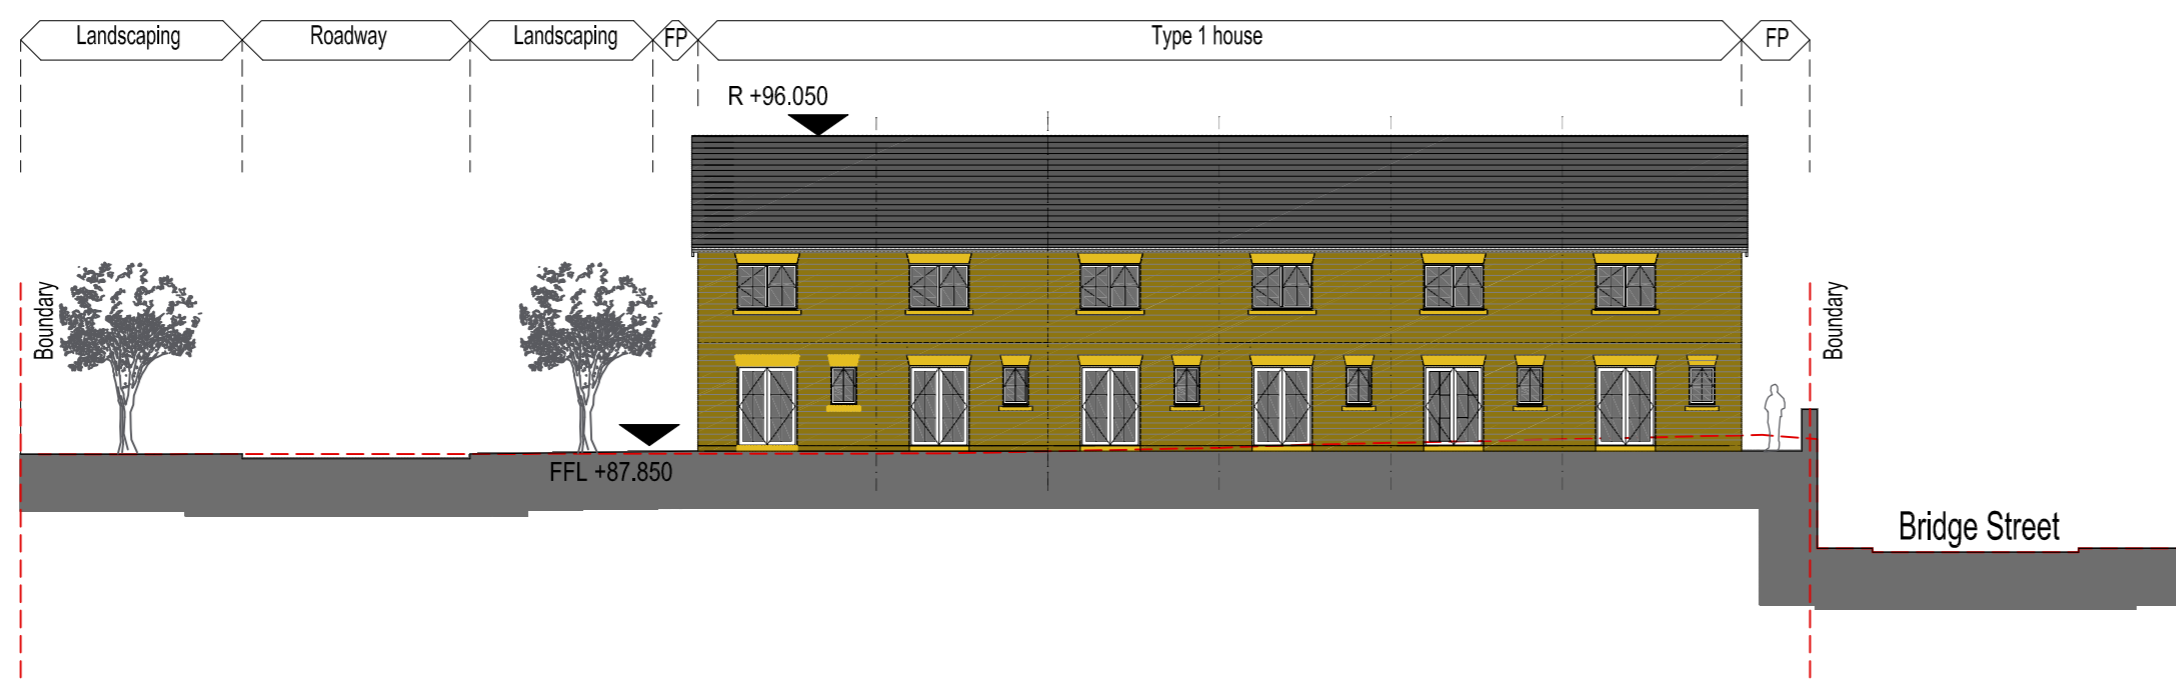 Landscaping
Roadway
Landscaping
FP
Type 1 house
FP
R +96.050
Boundary
Boundary
FFL +87.850
Bridge Street